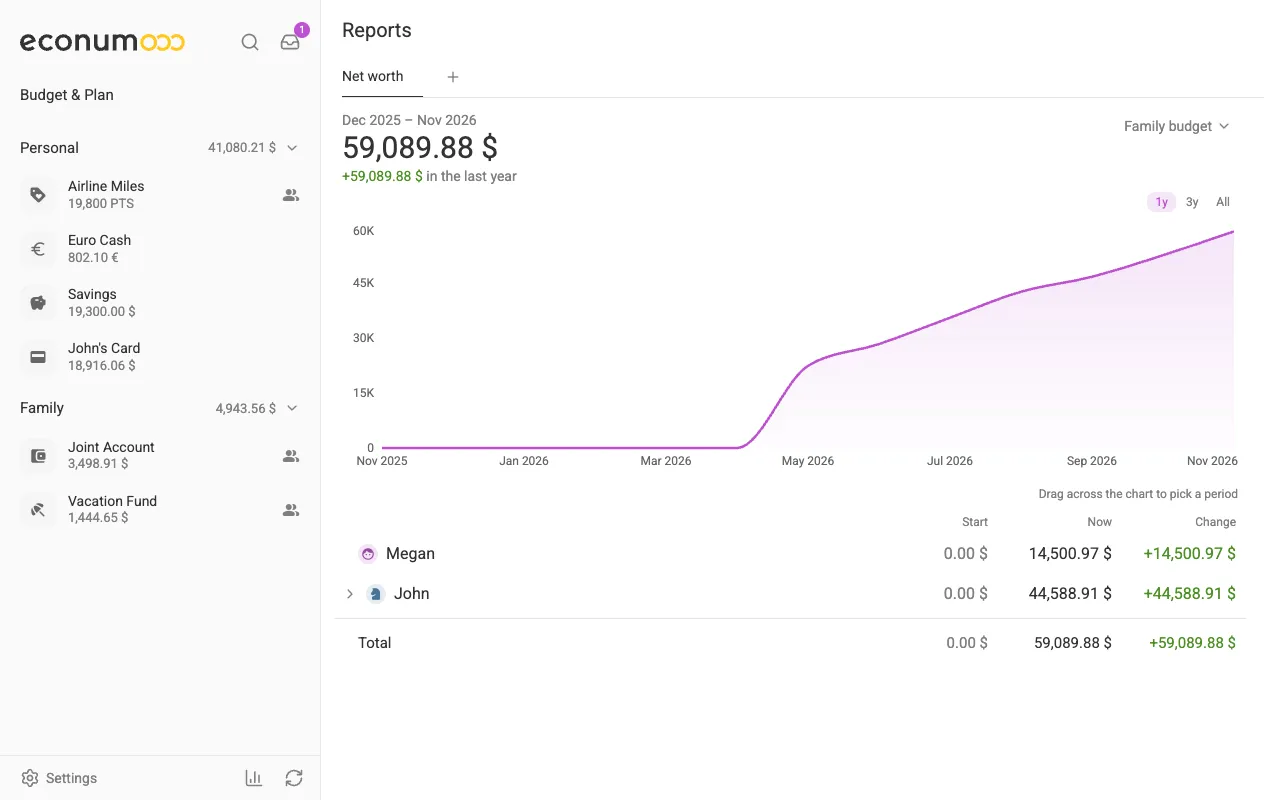 econumo
1
Budget & Plan
Personal 41,080.21 $
Airline Miles
19,800 PTS
€
Euro Cash
802.10 €
Savings
19,300.00 $
John's Card
18,916.06 $
Family 4,943.56 $
Joint Account
3,498.91 $
Vacation Fund
1,444.65 $
Settings
Reports
Net worth +
Dec 2025 – Nov 2026
59,089.88 $
+59,089.88 $ in the last year
Family budget
1y 3y All
60K
45K
30K
15K
0
Nov 2025 Jan 2026 Mar 2026 May 2026 Jul 2026 Sep 2026 Nov 2026
Drag across the chart to pick a period
Start Now Change
Megan 0.00 $ 14,500.97 $ +14,500.97 $
John 0.00 $ 44,588.91 $ +44,588.91 $
Total 0.00 $ 59,089.88 $ +59,089.88 $